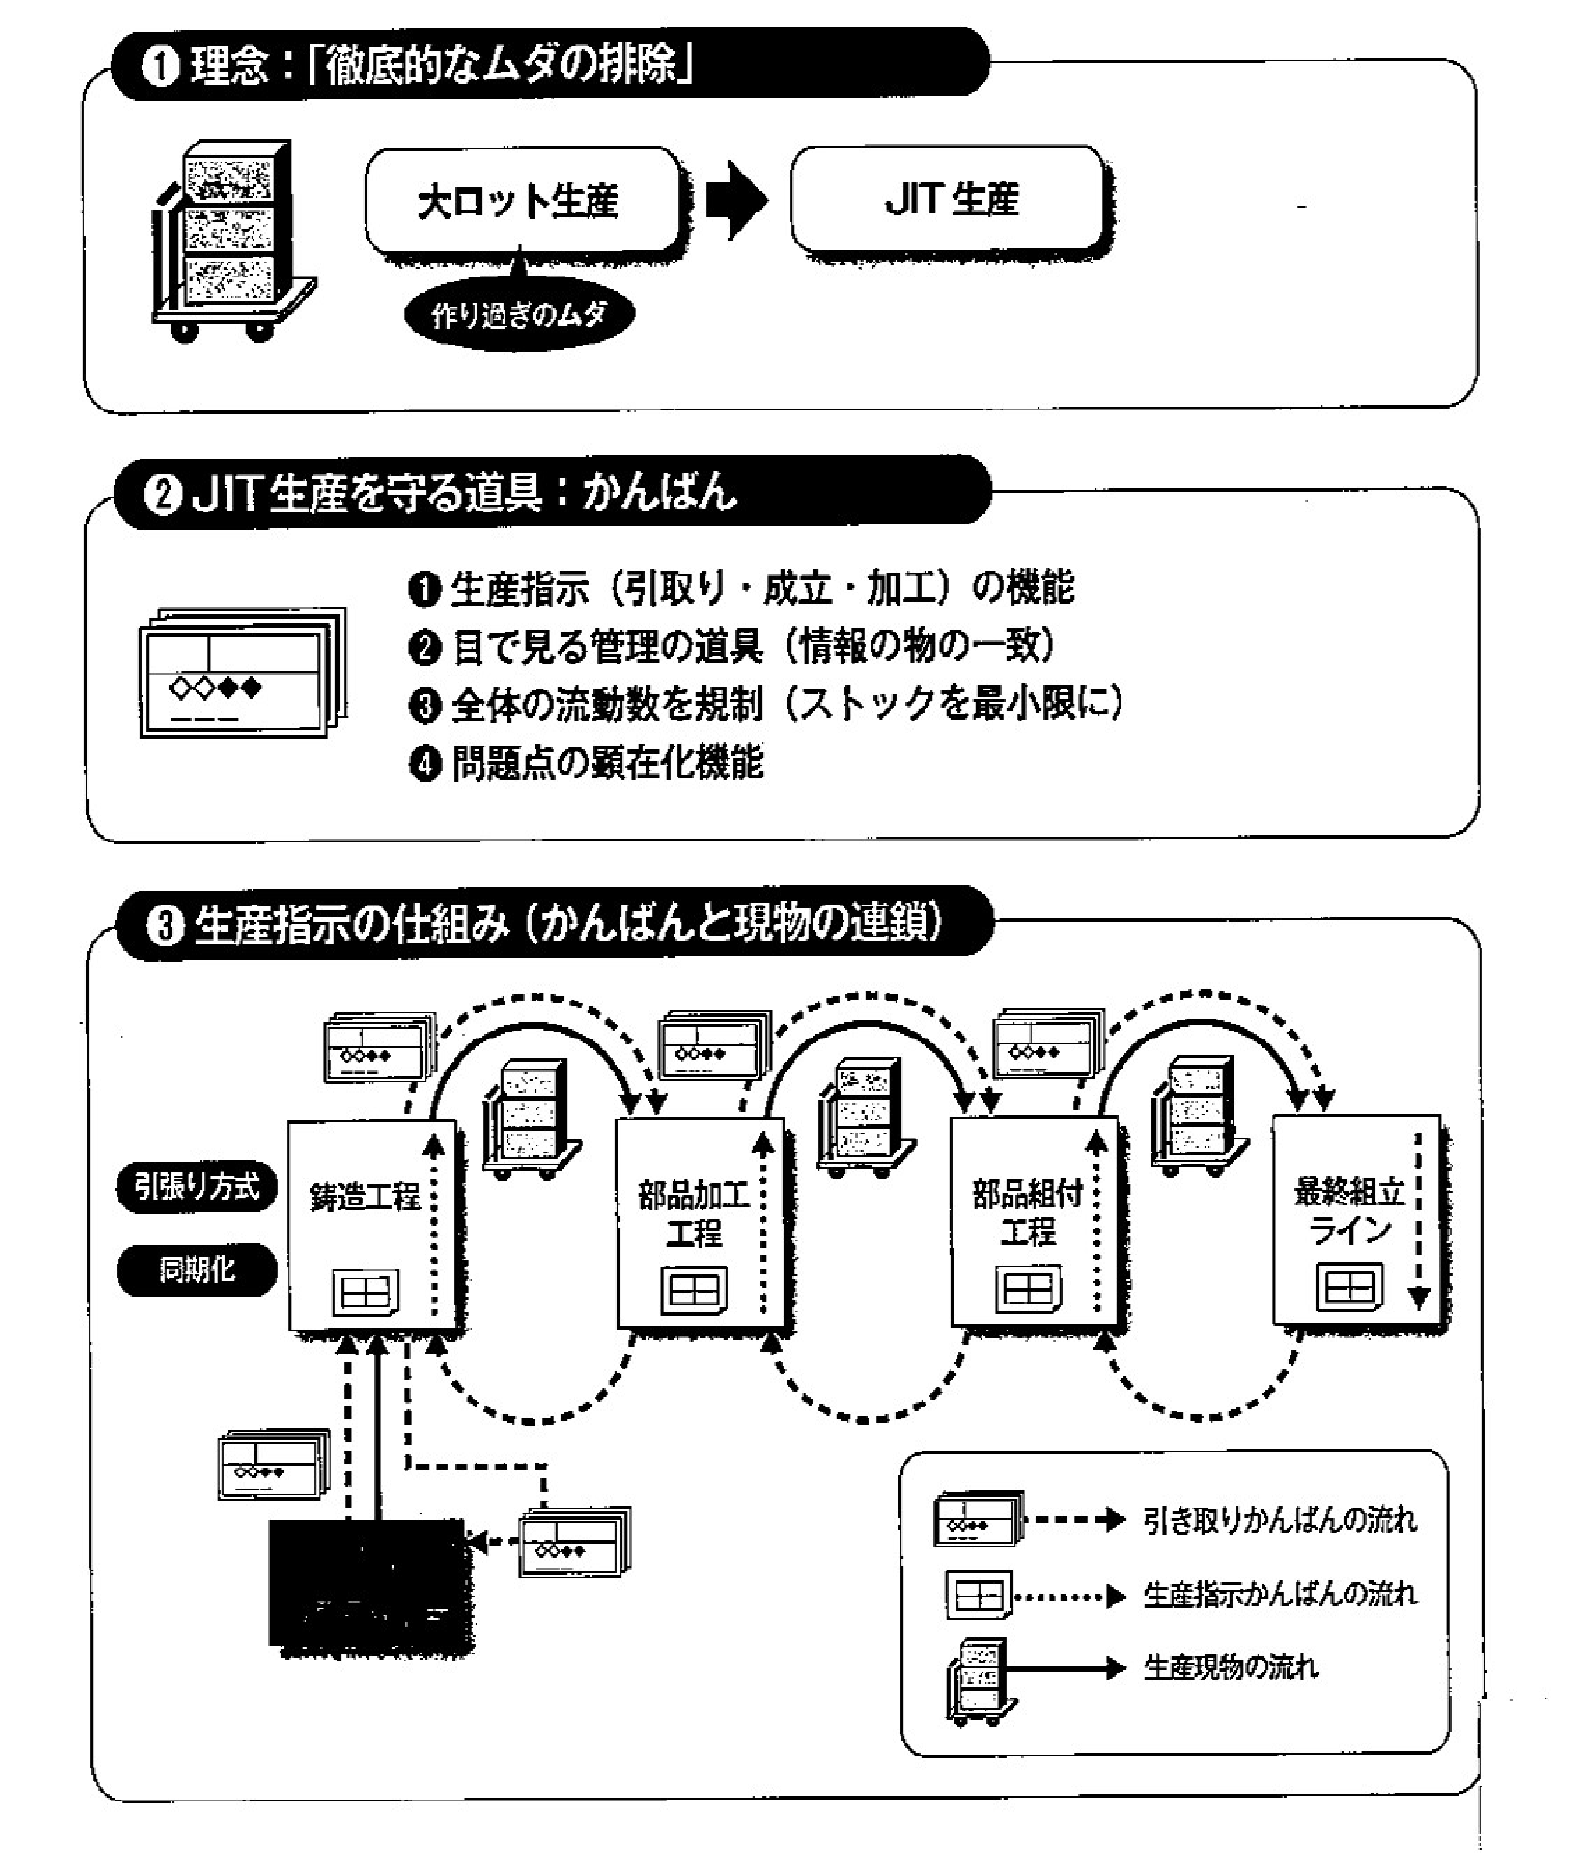 ❶ 理念：「徹底的なムダの排除」
大ロット生産
JIT 生産
作り過ぎのムダ
❷ JIT生産を守る道具：かんばん
❶ 生産指示（引取り・成立・加工）の機能
❷ 目で見る管理の道具（情報の物の一致）
❸ 全体の流動数を規制（ストックを最小限に）
❹ 問題点の顕在化機能
❸ 生産指示の仕組み（かんばんと現物の連鎖）
引張り方式
同期化
鋳造工程
部品加工
工程
部品組付
工程
最終組立
ライン
引き取りかんばんの流れ
生産指示かんばんの流れ
生産現物の流れ